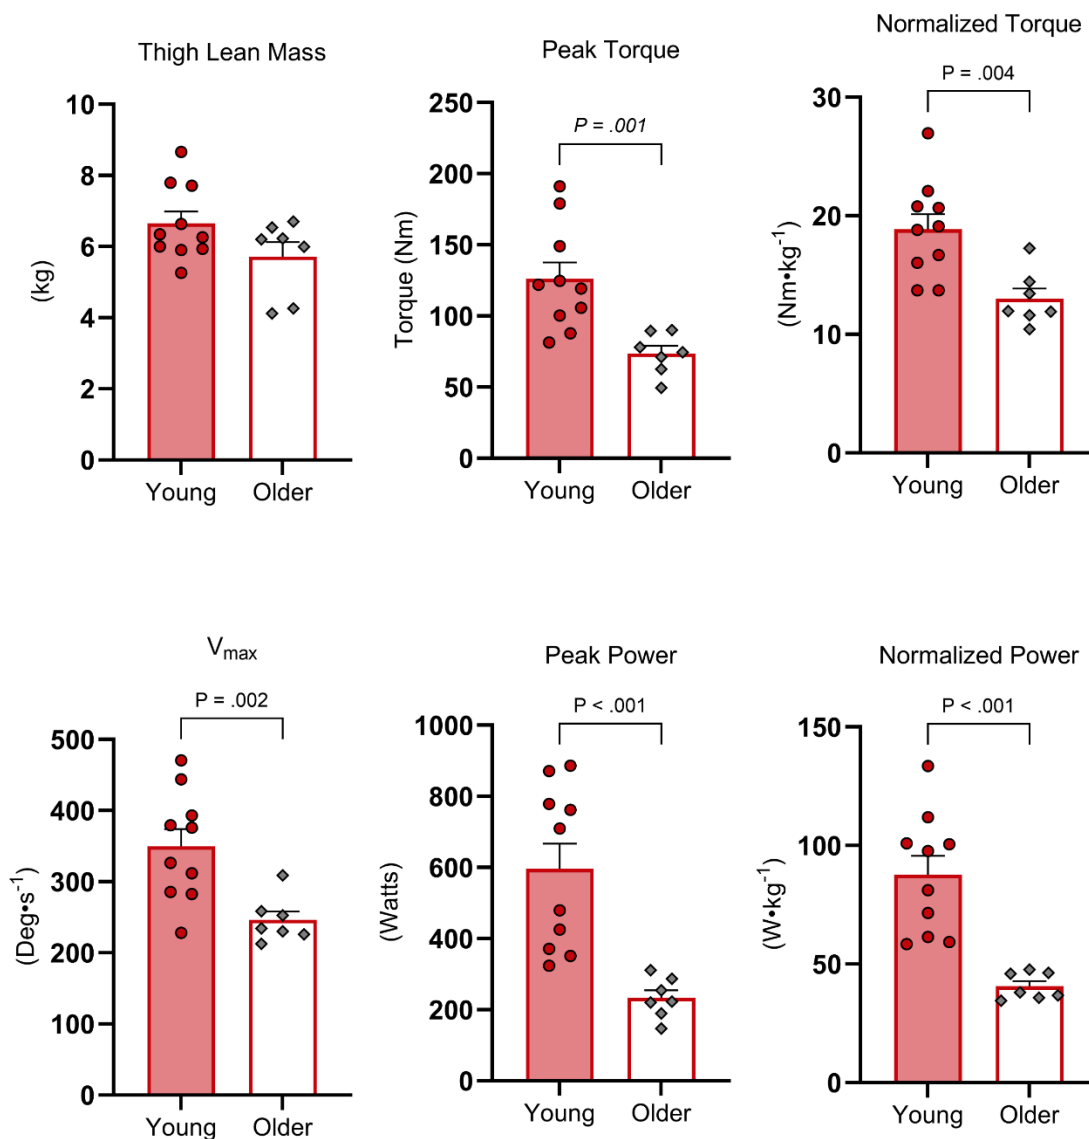 Thigh Lean Mass
(kg)
10
8
6
4
2
0
Young Older
Peak Torque
P = .001
Torque (Nm)
250
200
150
100
50
0
Young Older
Normalized Torque
P = .004
(Nm•kg⁻¹)
30
20
10
0
Young Older
Vₘₐₓ
P = .002
(Deg•s⁻¹)
500
400
300
200
100
0
Young Older
Peak Power
P < .001
(Watts)
1000
800
600
400
200
0
Young Older
Normalized Power
P < .001
(W•kg⁻¹)
150
100
50
0
Young Older